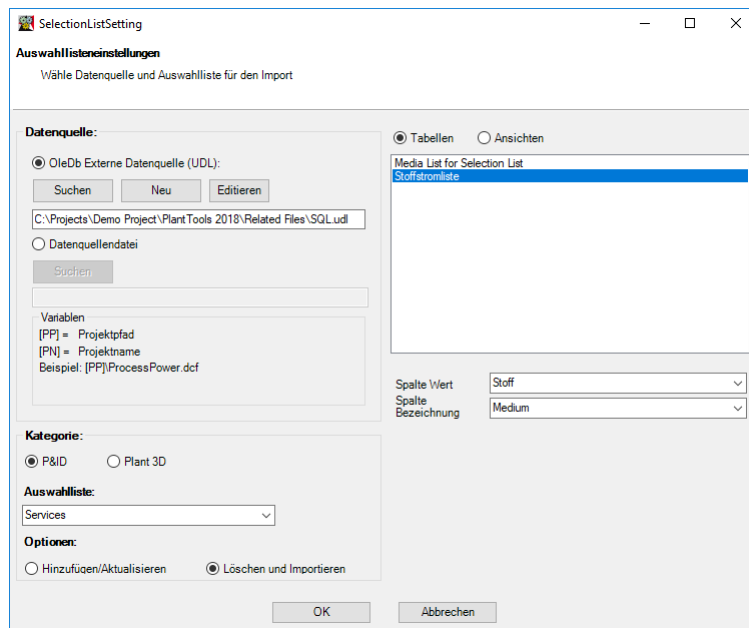 SelectionListSetting
Auswahllisteneinstellungen
Wähle Datenquelle und Auswahlliste für den Import
Datenquelle:
OleDb Externe Datenquelle (UDL):
Suchen
Neu
Editieren
C:\Projects\Demo Project\PlantTools 2018\Related Files\SQL.udl
Datenquellendatei
Suchen
Variablen
[PP] = Projektpfad
[PN] = Projektname
Beispiel: [PP]\ProcessPower.dcf
Kategorie:
P&ID
Plant 3D
Auswahlliste:
Services
Optionen:
Hinzufügen/Aktualisieren
Löschen und Importieren
Tabellen
Ansichten
Media List for Selection List
Stoffstromliste
Spalte Wert
Stoff
Spalte
Bezeichnung
Medium
OK
Abbrechen